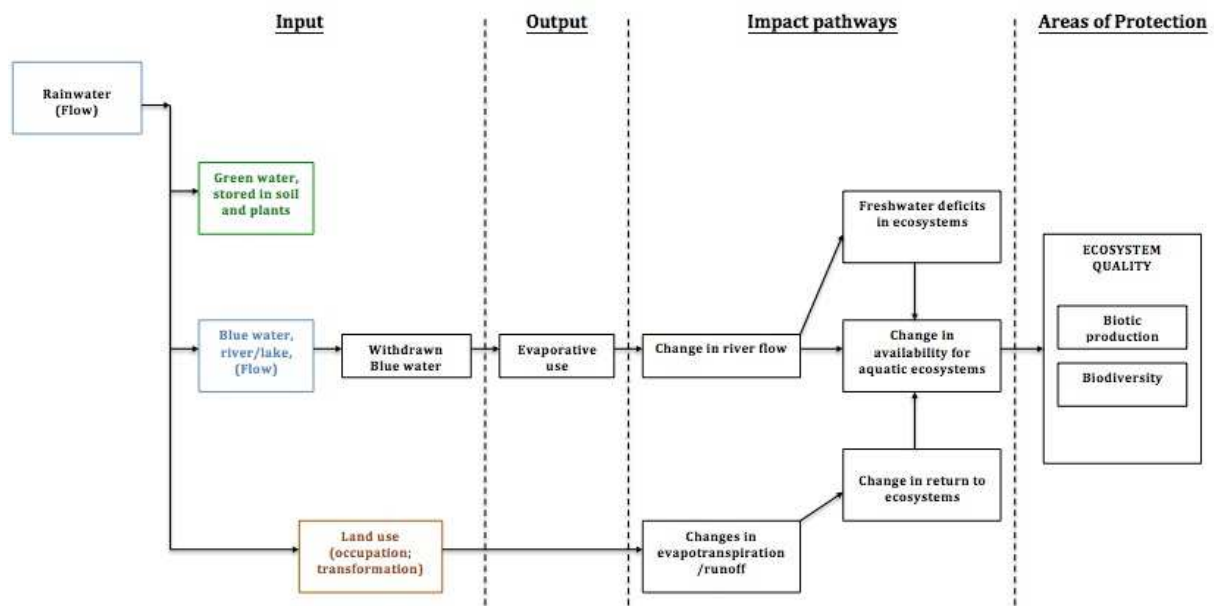 Input
Output
Impact pathways
Areas of Protection
Rainwater
(Flow)
Green water,
stored in soil
and plants
Freshwater deficits
in ecosystems
ECOSYSTEM
QUALITY
Biotic
production
Biodiversity
Blue water,
river/lake,
(Flow)
Withdrawn
Blue water
Evaporative
use
Change in river flow
Change in
availability for
aquatic ecosystems
Change in return to
ecosystems
Land use
(occupation;
transformation)
Changes in
evapotranspiration
/runoff